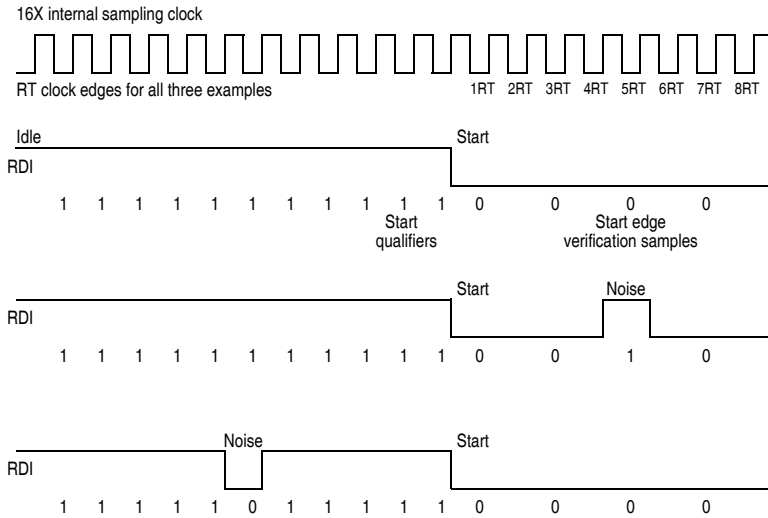 16X internal sampling clock
RT clock edges for all three examples
1RT 2RT 3RT 4RT 5RT 6RT 7RT 8RT
Idle
Start
RDI
1 1 1 1 1 1 1 1 1 1 1 0 0 0 0
Start
qualifiers
Start edge
verification samples
Start
Noise
RDI
1 1 1 1 1 1 1 1 1 1 1 0 0 1 0
Noise
Start
RDI
1 1 1 1 1 0 1 1 1 1 1 0 0 0 0